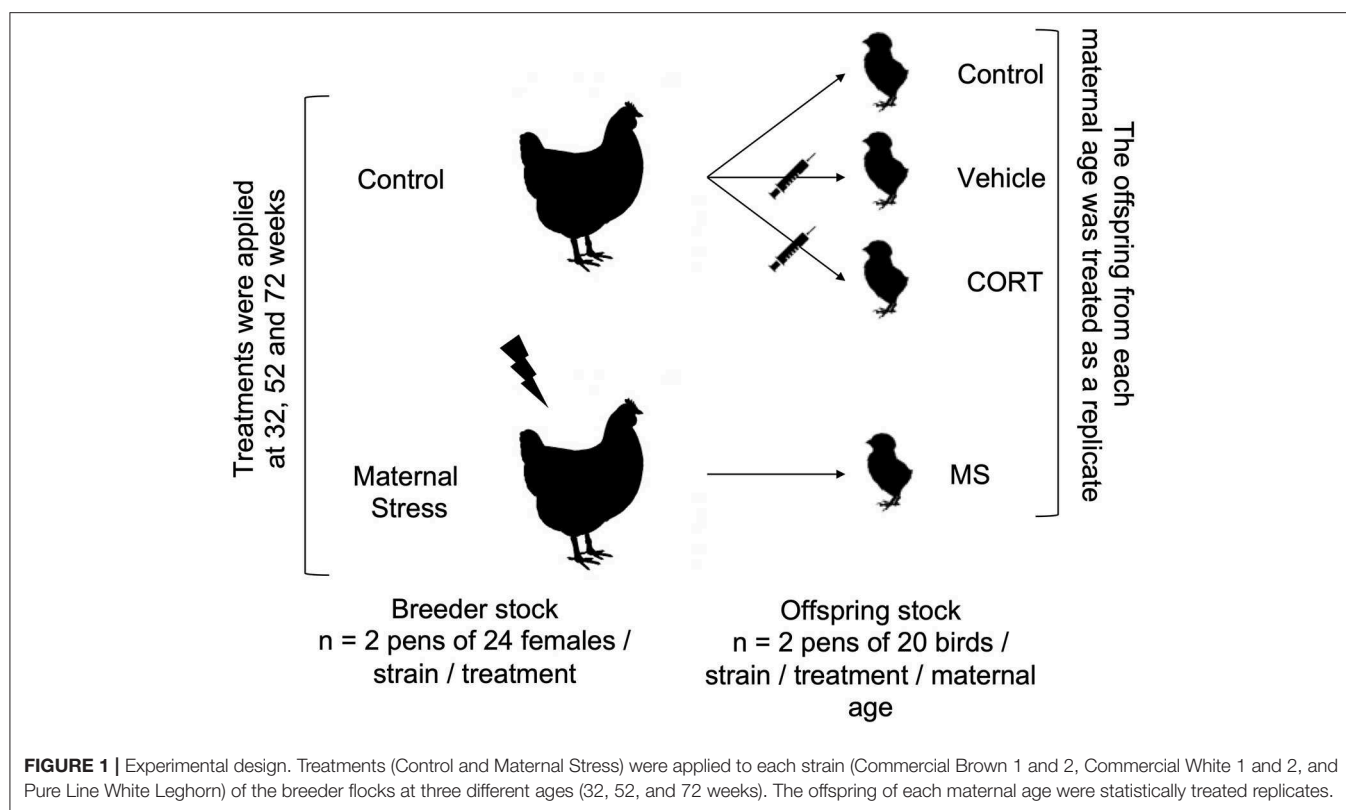 Treatments were applied
at 32, 52 and 72 weeks
Control
Maternal
Stress
Control
Vehicle
CORT
MS
The offspring from each
maternal age was treated as a replicate
Breeder stock
n = 2 pens of 24 females /
strain / treatment
Offspring stock
n = 2 pens of 20 birds /
strain / treatment / maternal
age
FIGURE 1 | Experimental design. Treatments (Control and Maternal Stress) were applied to each strain (Commercial Brown 1 and 2, Commercial White 1 and 2, and
Pure Line White Leghorn) of the breeder flocks at three different ages (32, 52, and 72 weeks). The offspring of each maternal age were statistically treated replicates.